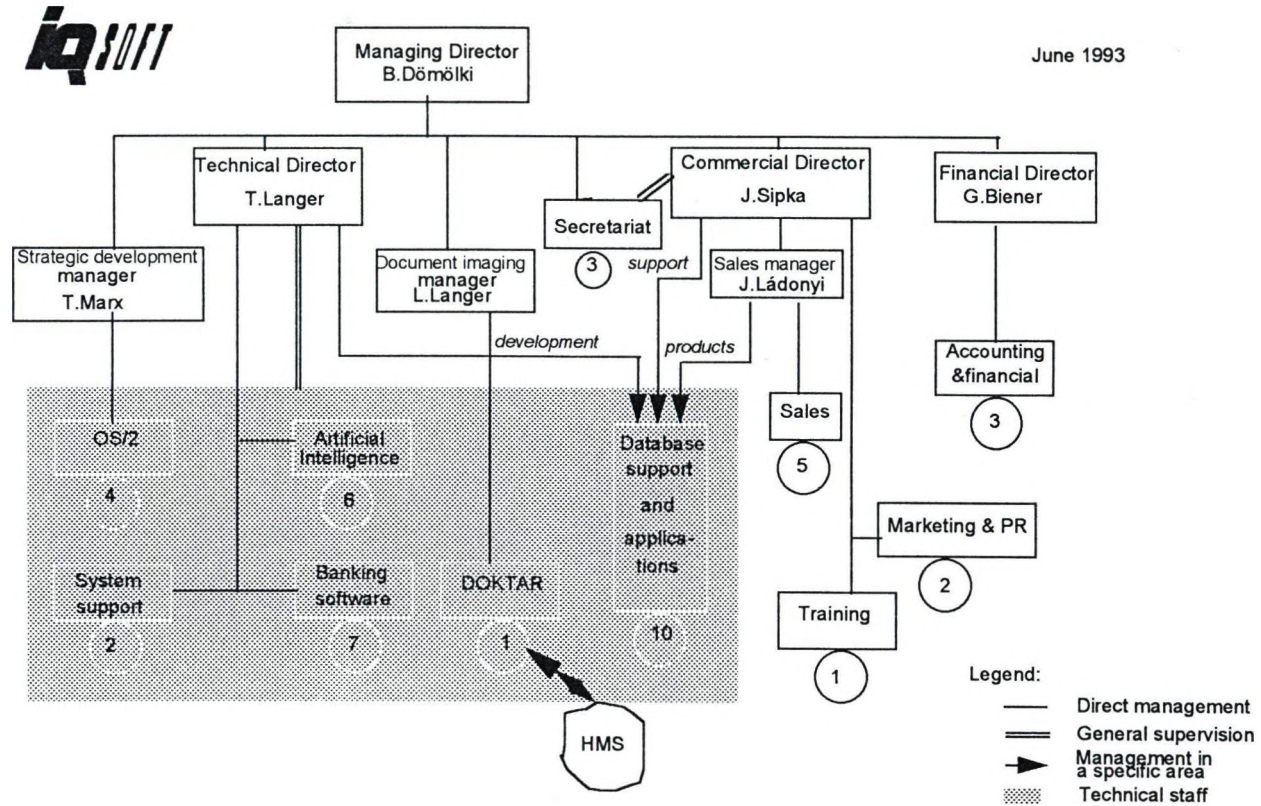 iQSOFT
June 1993
Managing Director
B.Dömölki
Technical Director
T.Langer
Commercial Director
J.Sipka
Financial Director
G.Biener
Secretariat
3
Strategic development
manager
T.Marx
Document imaging
manager
L.Langer
support
Sales manager
J.Ládonyi
development
products
Accounting
&financial
3
Sales
5
OS/2
4
Artificial
Intelligence
6
Database
support
and
applica-
tions
10
Marketing & PR
2
System
support
2
Banking
software
7
DOKTAR
1
Training
1
HMS
Legend:
Direct management
General supervision
Management in
a specific area
Technical staff